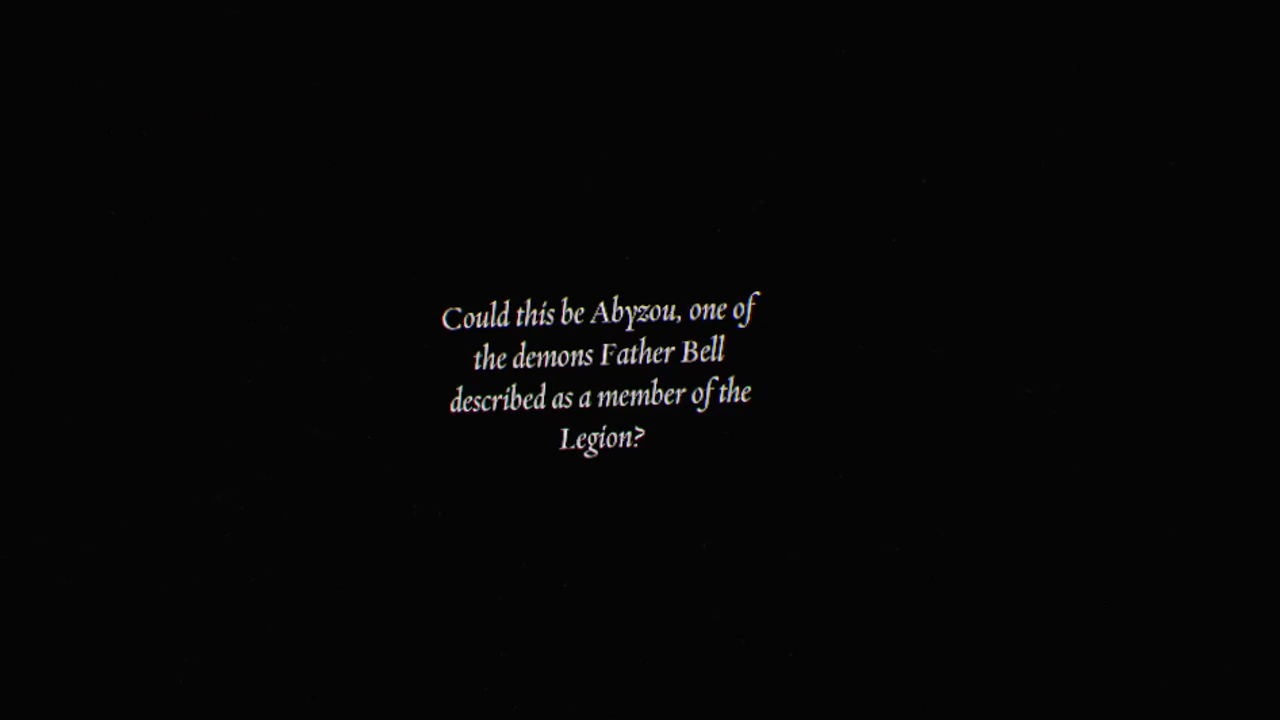 Could this be Abyzou, one of
the demons Father Bell
described as a member of the
Legion?